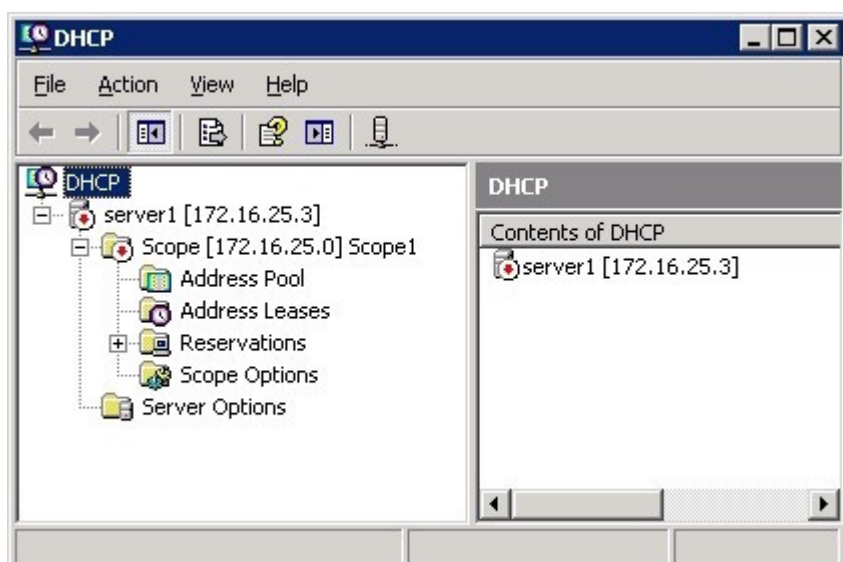 DHCP
File Action View Help
DHCP
server1 [172.16.25.3]
Scope [172.16.25.0] Scope1
Address Pool
Address Leases
Reservations
Scope Options
Server Options
DHCP
Contents of DHCP
server1 [172.16.25.3]